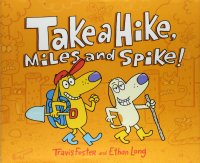 TAKE A HIKE,
MILES and SPIKE!
Travis Foster and Ethan Long